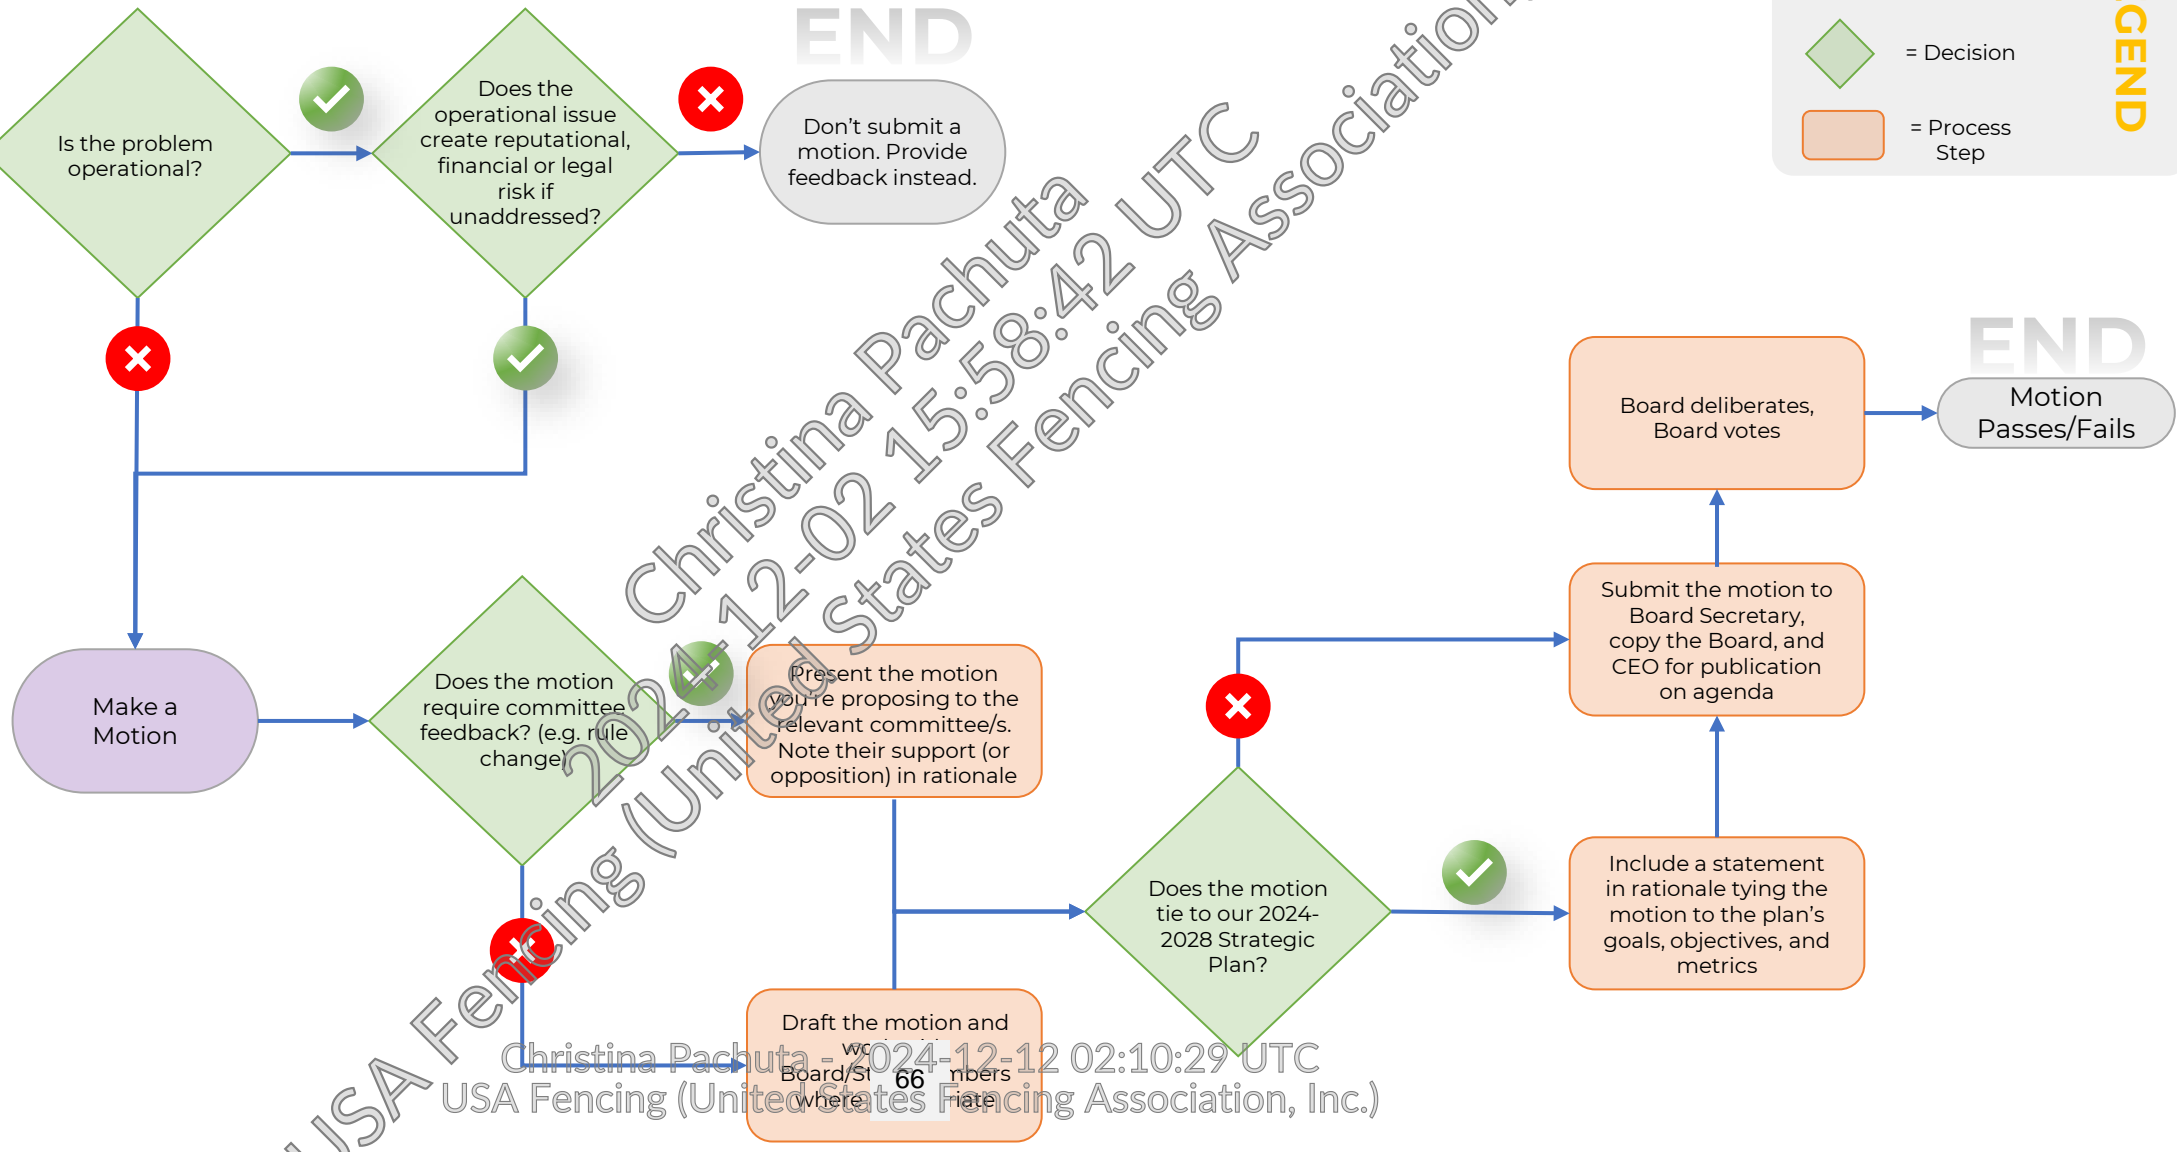 Is the problem
operational?
Does the
operational issue
create reputational,
financial or legal
risk if
unaddressed?
END
Don't submit a
motion. Provide
feedback instead.
GEND
= Decision
= Process
Step
Make a
Motion
Does the motion
require committee
feedback? (e.g. rule
change)
Present the motion
you're proposing to the
relevant committee/s.
Note their support (or
opposition) in rationale
Draft the motion and
Board/
where
66
Does the motion
tie to our 2024-
2028 Strategic
Plan?
Include a statement
in rationale tying the
motion to the plan's
goals, objectives, and
metrics
Submit the motion to
Board Secretary,
copy the Board, and
CEO for publication
on agenda
Board deliberates,
Board votes
END
Motion
Passes/Fails
Christina Pachuta
2024-12-02 15:58:42 UTC
USA Fencing (United States Fencing Association,
Christina Pachuta - 2024-12-12 02:10:29 UTC
USA Fencing (United States Fencing Association, Inc.)